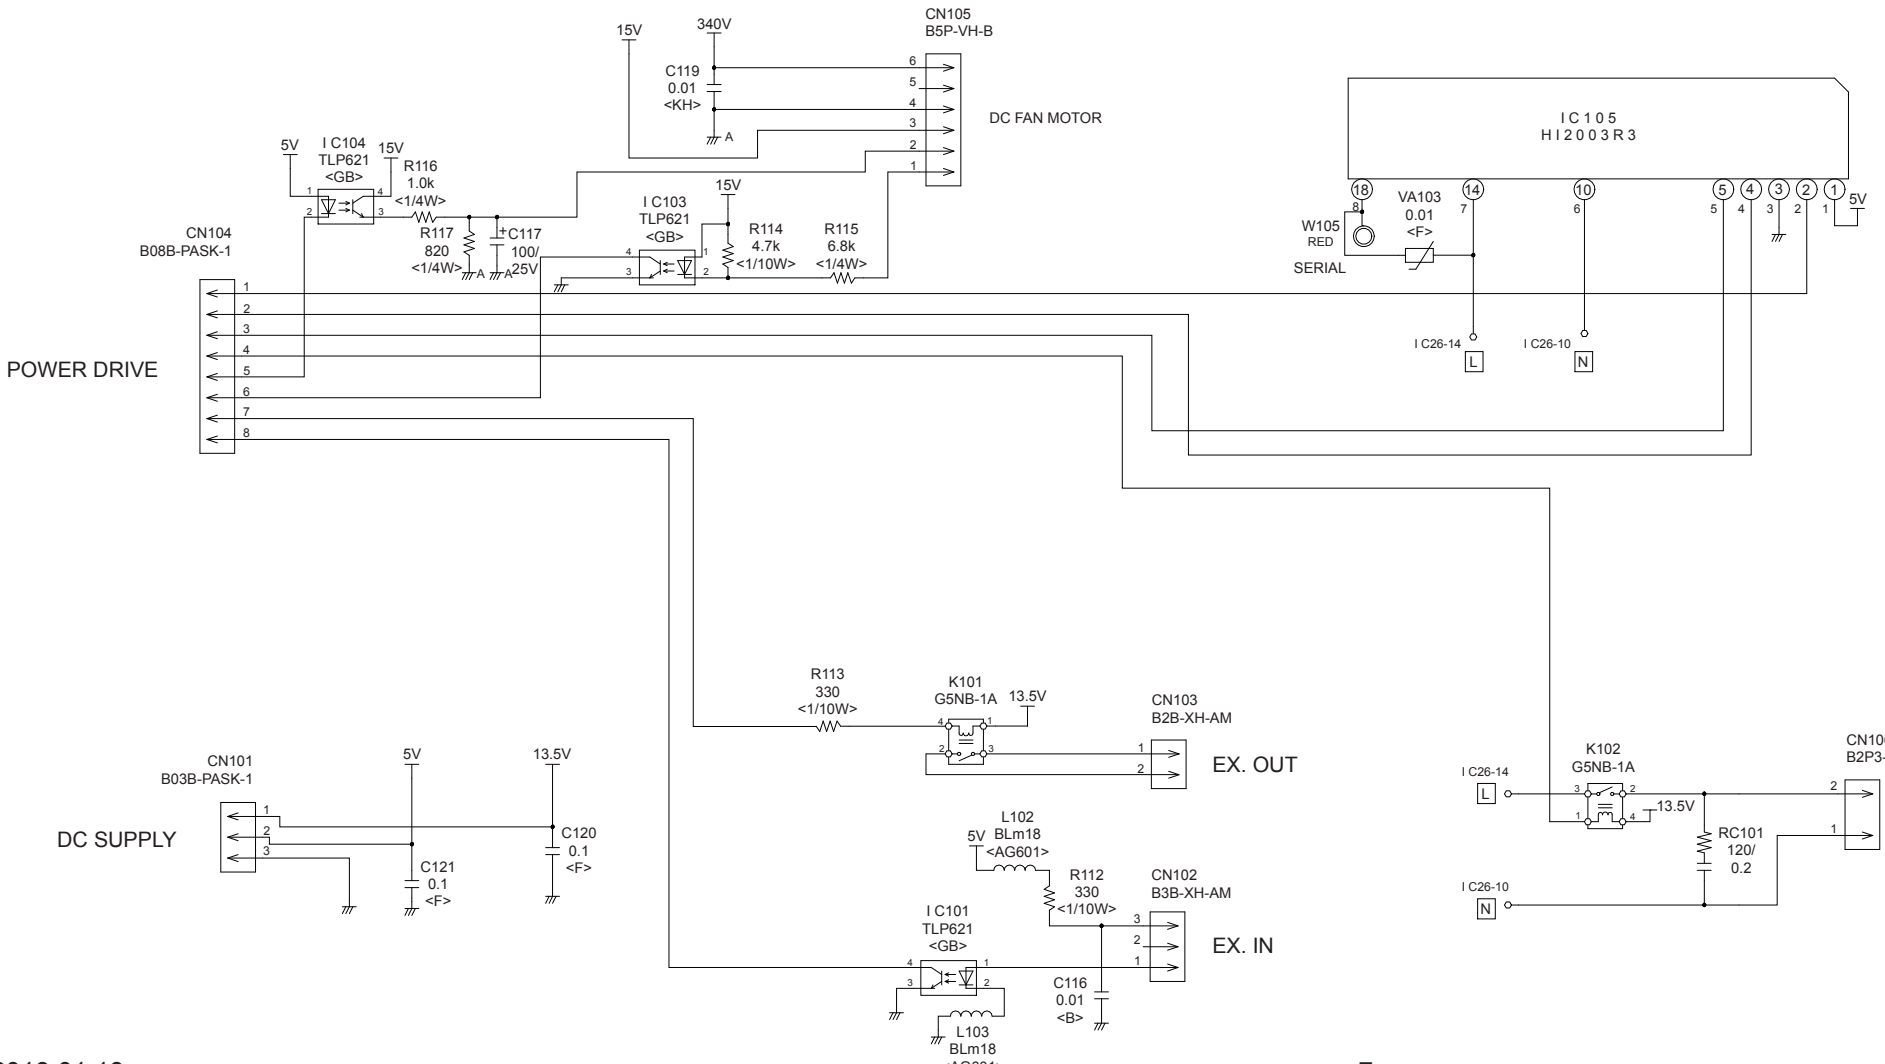 CN105
B5P-VH-B
15V
340V
C119
0.01
<KH>
A
6
5
4
3
2
1
DC FAN MOTOR
5V
I C104
TLP621
<GB>
15V
1
2
4
3
R116
1.0k
<1/4W>
R117
820
<1/4W>
A
+
C117
100/
25V
A
I C103
TLP621
<GB>
4
3
1
2
15V
R114
4.7k
<1/10W>
R115
6.8k
<1/4W>
IC105
HI2003R3
18
14
10
5
4
3
2
1
8
7
6
5
4
3
2
1
5V
W105
RED
SERIAL
VA103
0.01
<F>
I C26-14
L
I C26-10
N
CN104
B08B-PASK-1
1
2
3
4
5
6
7
8
POWER DRIVE
R113
330
<1/10W>
K101
G5NB-1A
13.5V
4
1
2
3
CN103
B2B-XH-AM
1
2
EX. OUT
CN101
B03B-PASK-1
1
2
3
DC SUPPLY
5V
13.5V
C121
0.1
<F>
C120
0.1
<F>
L102
BLm18
<AG601>
5V
R112
330
<1/10W>
CN102
B3B-XH-AM
3
2
1
EX. IN
I C101
TLP621
<GB>
4
3
1
2
C116
0.01
<B>
L103
BLm18
I C26-14
L
K102
G5NB-1A
3
2
1
4
13.5V
RC101
120/
0.2
2
1
I C26-10
N